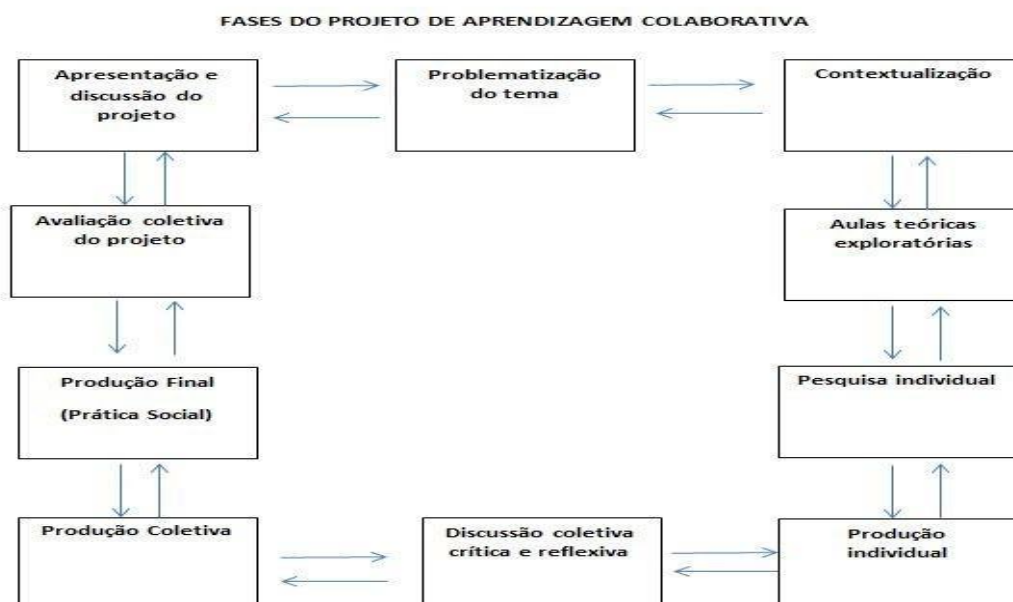 FASES DO PROJETO DE APRENDIZAGEM COLABORATIVA
Apresentação e
discussão do
projeto
Problematização
do tema
Contextualização
Avaliação coletiva
do projeto
Aulas teóricas
exploratórias
Produção Final
(Prática Social)
Pesquisa individual
Produção Coletiva
Discussão coletiva
crítica e reflexiva
Produção
individual